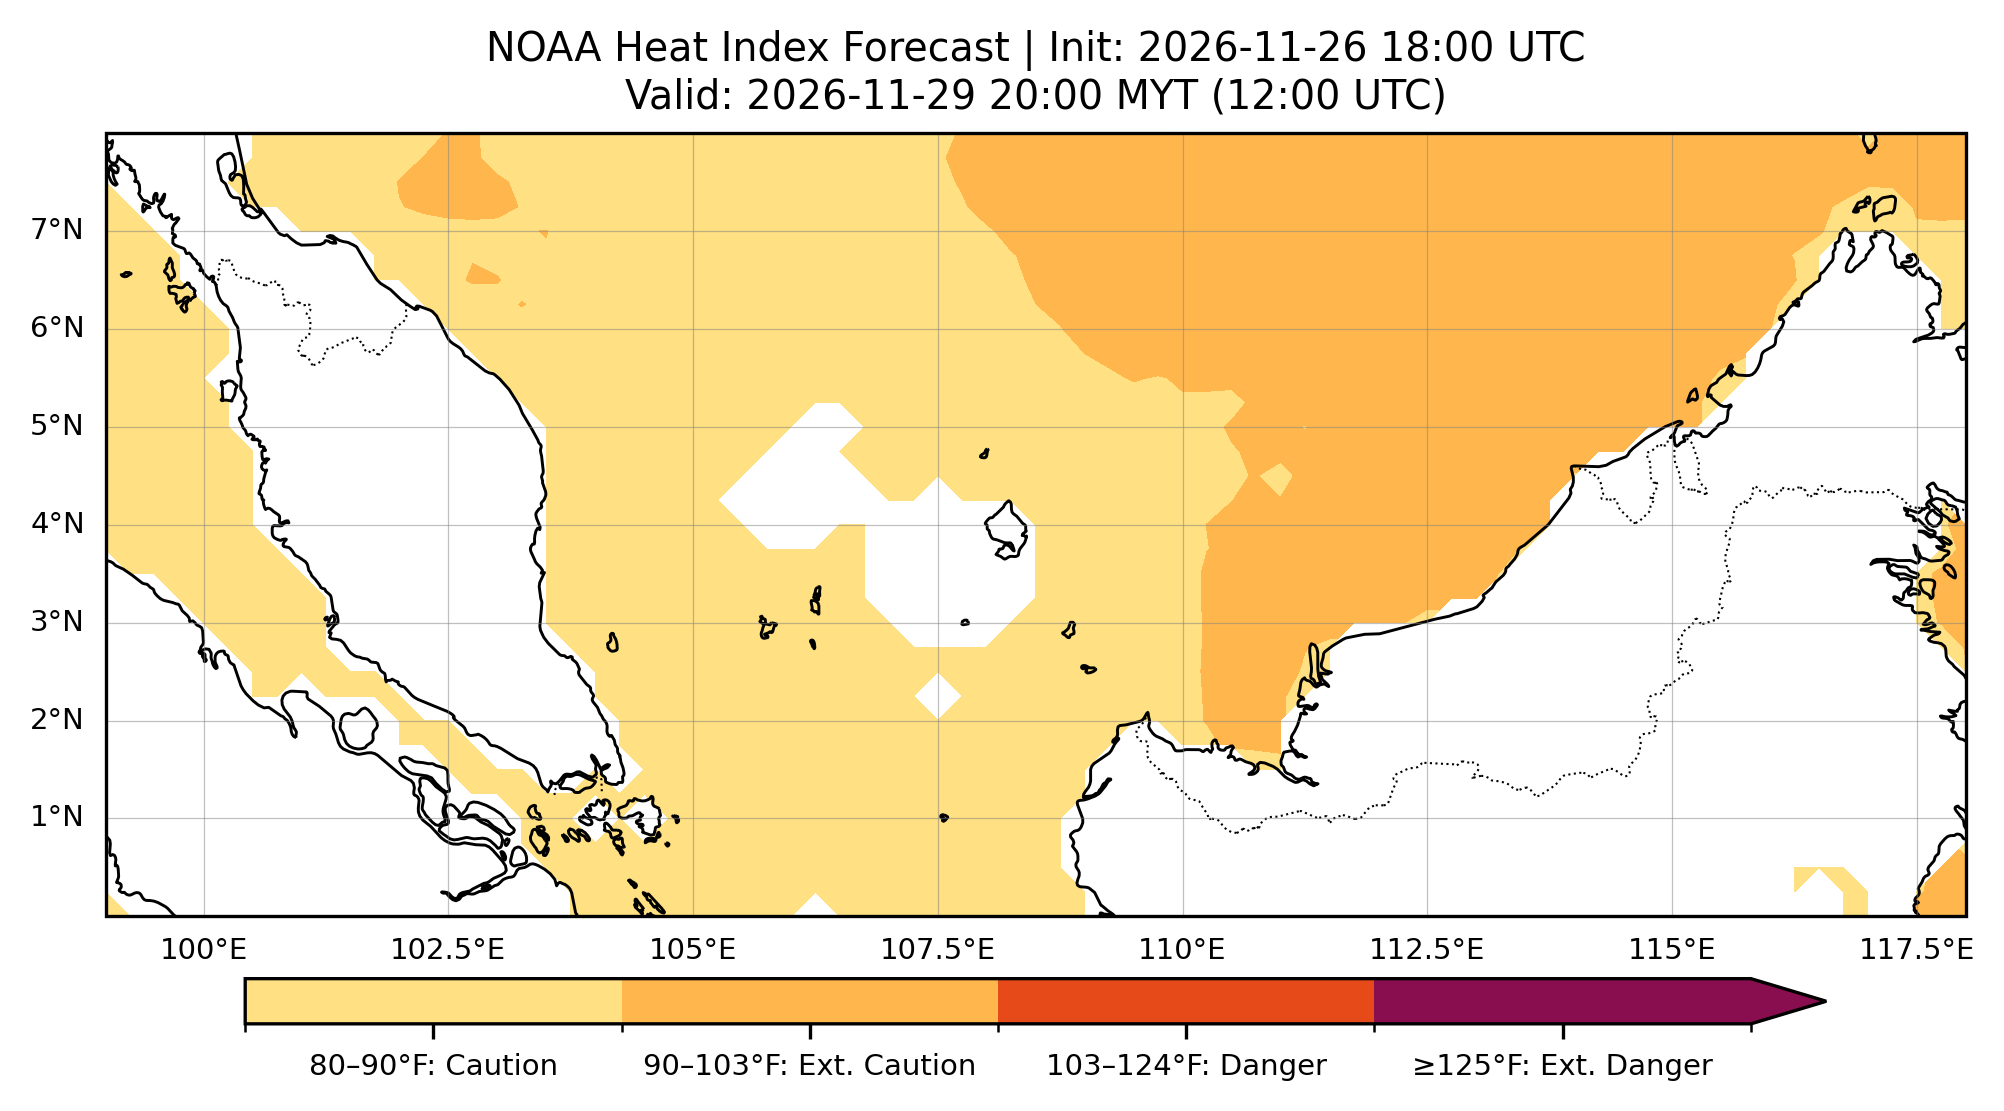 NOAA Heat Index Forecast | Init: 2026-11-26 18:00 UTC
Valid: 2026-11-29 20:00 MYT (12:00 UTC)
7°N
6°N
5°N
4°N
3°N
2°N
1°N
100°E
102.5°E
105°E
107.5°E
110°E
112.5°E
115°E
117.5°E
80–90°F: Caution
90–103°F: Ext. Caution
103–124°F: Danger
≥125°F: Ext. Danger